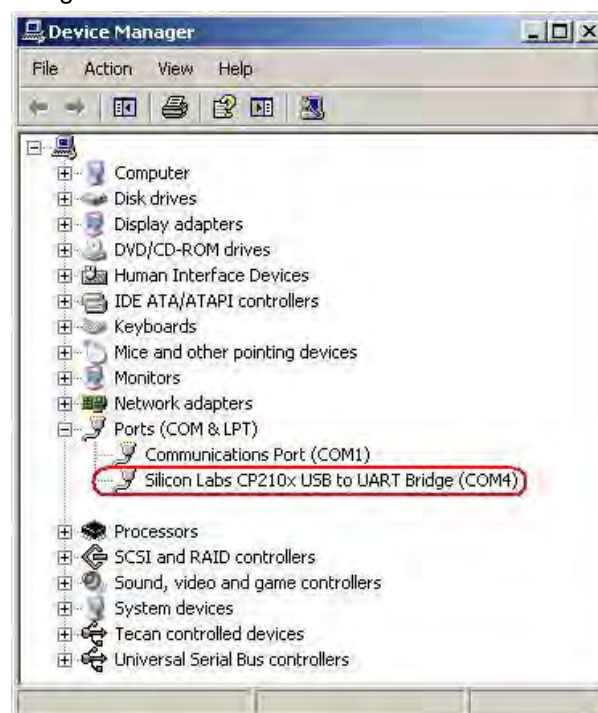 Device Manager
File Action View Help
Computer
Disk drives
Display adapters
DVD/CD-ROM drives
Human Interface Devices
IDE ATA/ATAPI controllers
Keyboards
Mice and other pointing devices
Monitors
Network adapters
Ports (COM & LPT)
Communications Port (COM1)
Silicon Labs CP210x USB to UART Bridge (COM4)
Processors
SCSI and RAID controllers
Sound, video and game controllers
System devices
Tecan controlled devices
Universal Serial Bus controllers